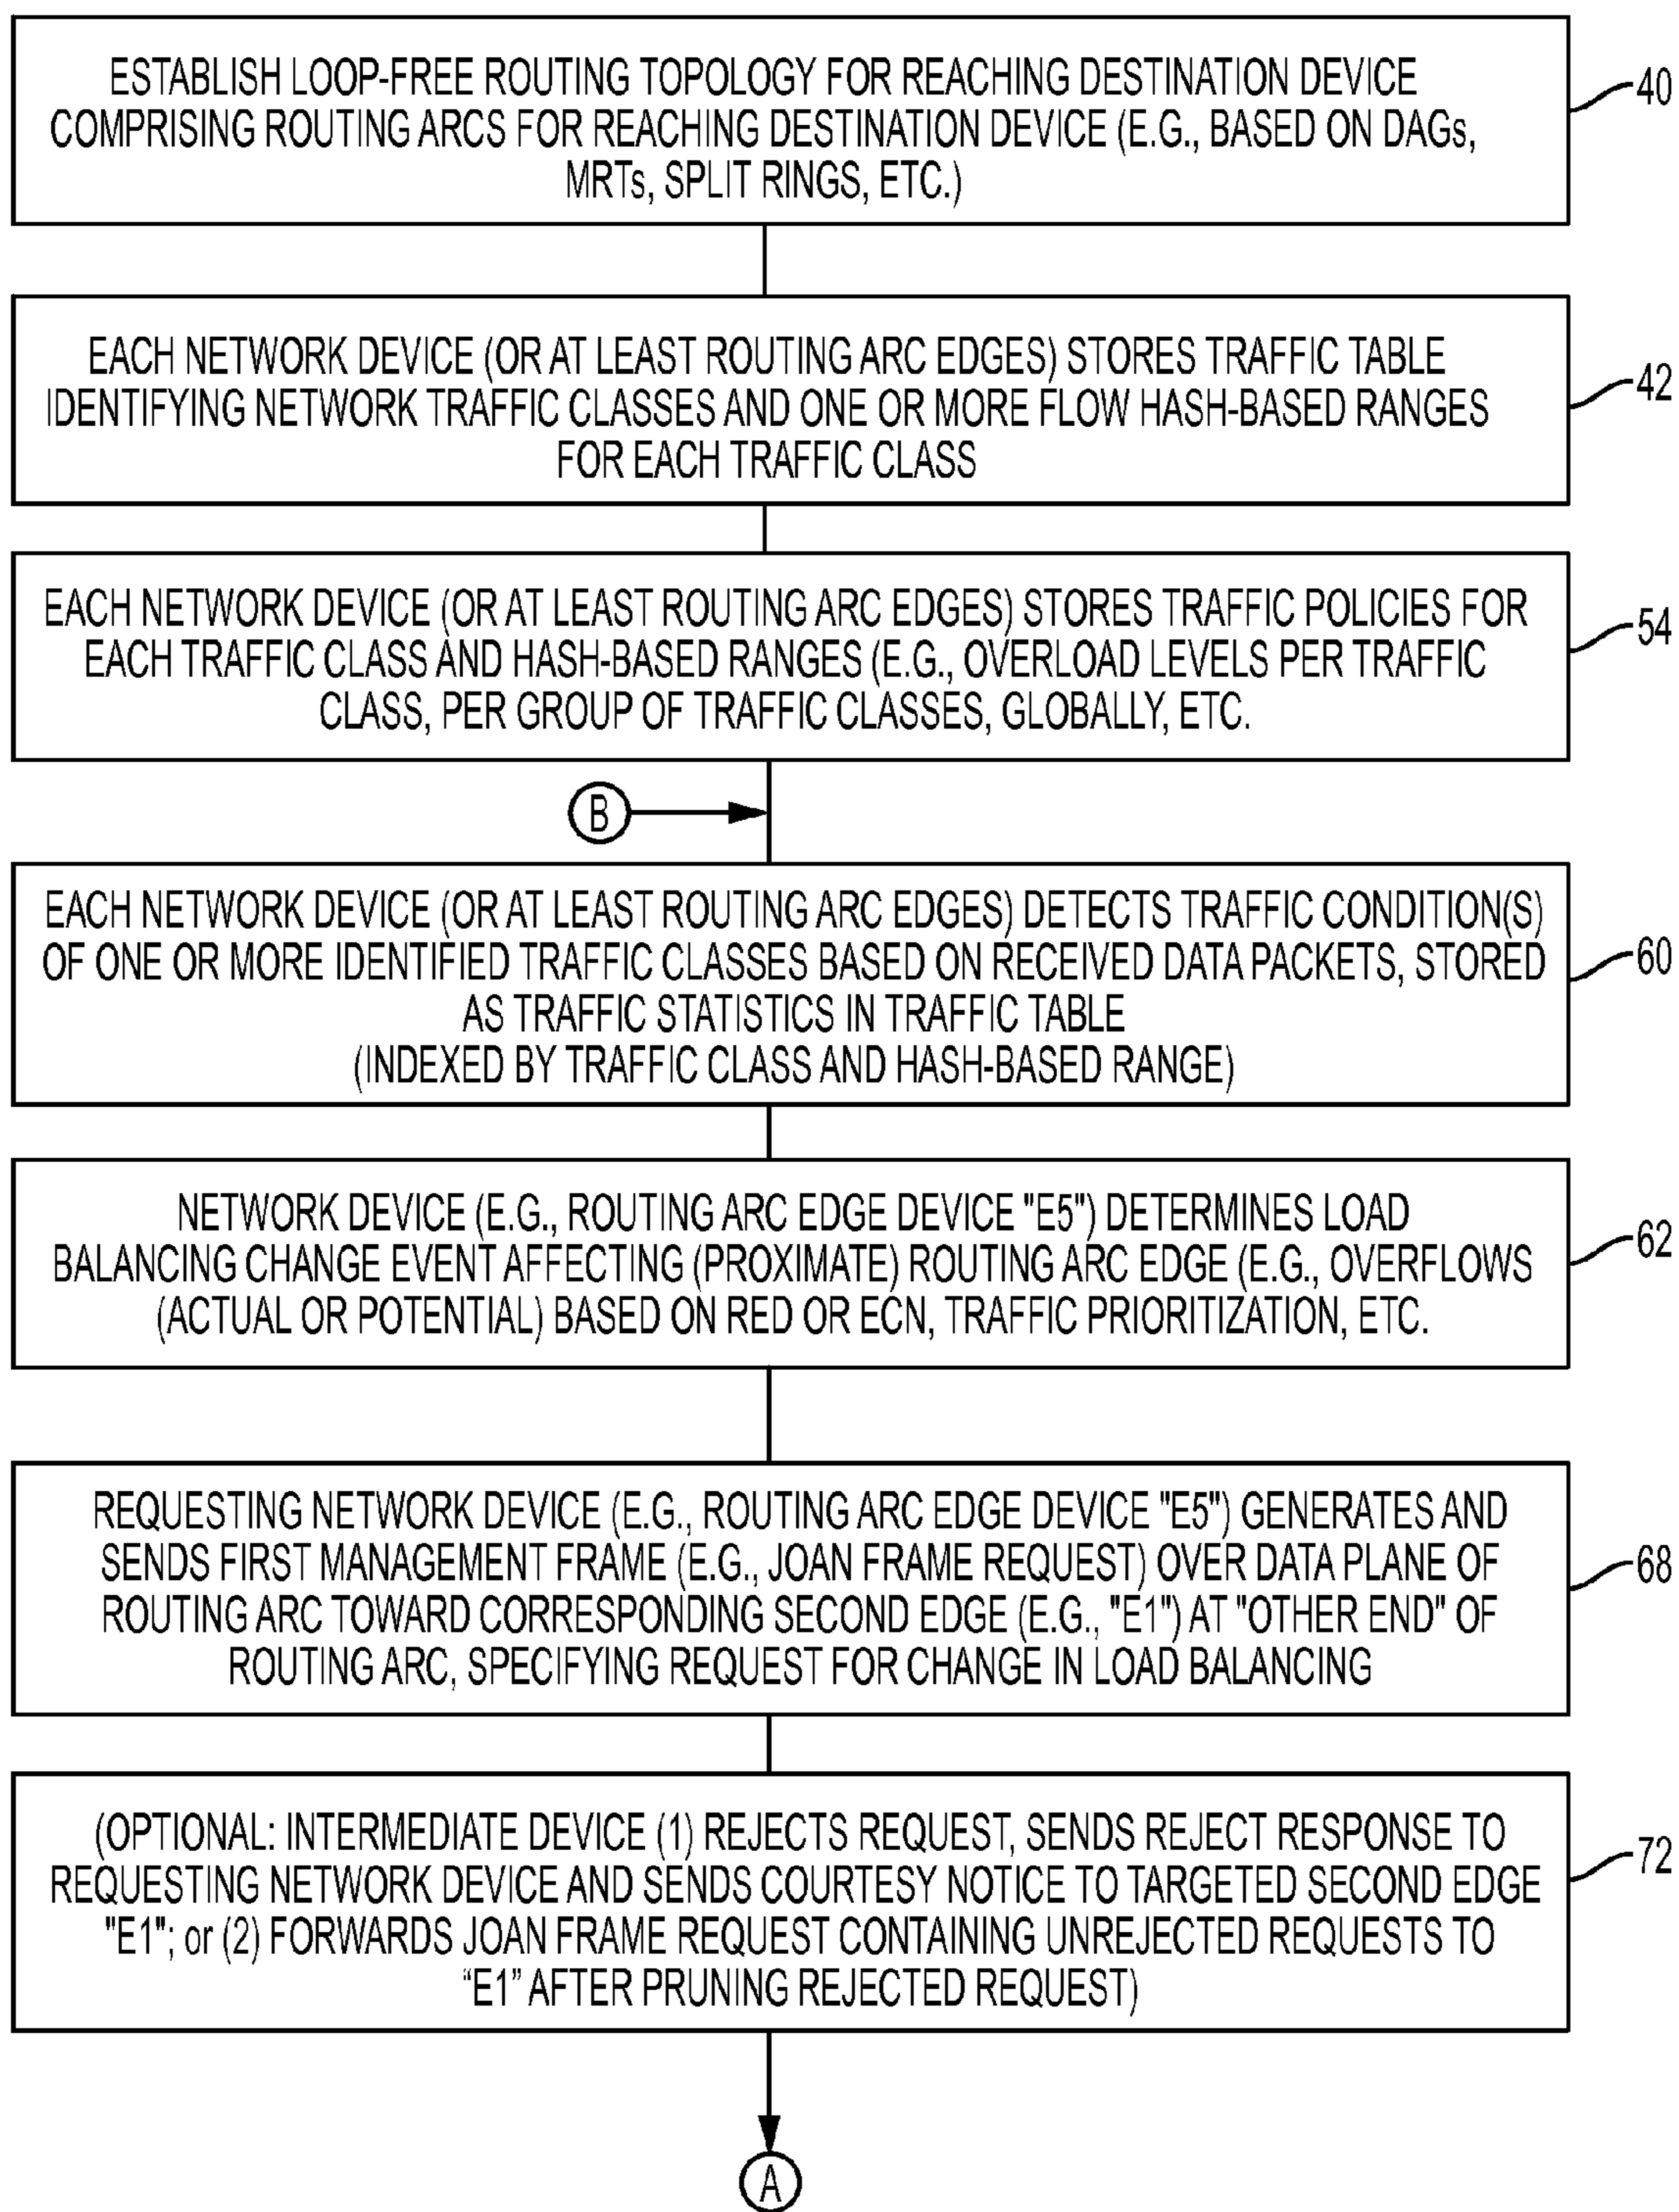 ESTABLISH LOOP-FREE ROUTING TOPOLOGY FOR REACHING DESTINATION DEVICE
COMPRISING ROUTING ARCS FOR REACHING DESTINATION DEVICE (E.G., BASED ON DAGs,
MRTs, SPLIT RINGS, ETC.)
40
EACH NETWORK DEVICE (OR AT LEAST ROUTING ARC EDGES) STORES TRAFFIC TABLE
IDENTIFYING NETWORK TRAFFIC CLASSES AND ONE OR MORE FLOW HASH-BASED RANGES
FOR EACH TRAFFIC CLASS
42
EACH NETWORK DEVICE (OR AT LEAST ROUTING ARC EDGES) STORES TRAFFIC POLICIES FOR
EACH TRAFFIC CLASS AND HASH-BASED RANGES (E.G., OVERLOAD LEVELS PER TRAFFIC
CLASS, PER GROUP OF TRAFFIC CLASSES, GLOBALLY, ETC.
54
B
EACH NETWORK DEVICE (OR AT LEAST ROUTING ARC EDGES) DETECTS TRAFFIC CONDITION(S)
OF ONE OR MORE IDENTIFIED TRAFFIC CLASSES BASED ON RECEIVED DATA PACKETS, STORED
AS TRAFFIC STATISTICS IN TRAFFIC TABLE
(INDEXED BY TRAFFIC CLASS AND HASH-BASED RANGE)
60
NETWORK DEVICE (E.G., ROUTING ARC EDGE DEVICE "E5") DETERMINES LOAD
BALANCING CHANGE EVENT AFFECTING (PROXIMATE) ROUTING ARC EDGE (E.G., OVERFLOWS
(ACTUAL OR POTENTIAL) BASED ON RED OR ECN, TRAFFIC PRIORITIZATION, ETC.
62
REQUESTING NETWORK DEVICE (E.G., ROUTING ARC EDGE DEVICE "E5") GENERATES AND
SENDS FIRST MANAGEMENT FRAME (E.G., JOAN FRAME REQUEST) OVER DATA PLANE OF
ROUTING ARC TOWARD CORRESPONDING SECOND EDGE (E.G., "E1") AT "OTHER END" OF
ROUTING ARC, SPECIFYING REQUEST FOR CHANGE IN LOAD BALANCING
68
(OPTIONAL: INTERMEDIATE DEVICE (1) REJECTS REQUEST, SENDS REJECT RESPONSE TO
REQUESTING NETWORK DEVICE AND SENDS COURTESY NOTICE TO TARGETED SECOND EDGE
"E1"; or (2) FORWARDS JOAN FRAME REQUEST CONTAINING UNREJECTED REQUESTS TO
“E1” AFTER PRUNING REJECTED REQUEST)
72
A